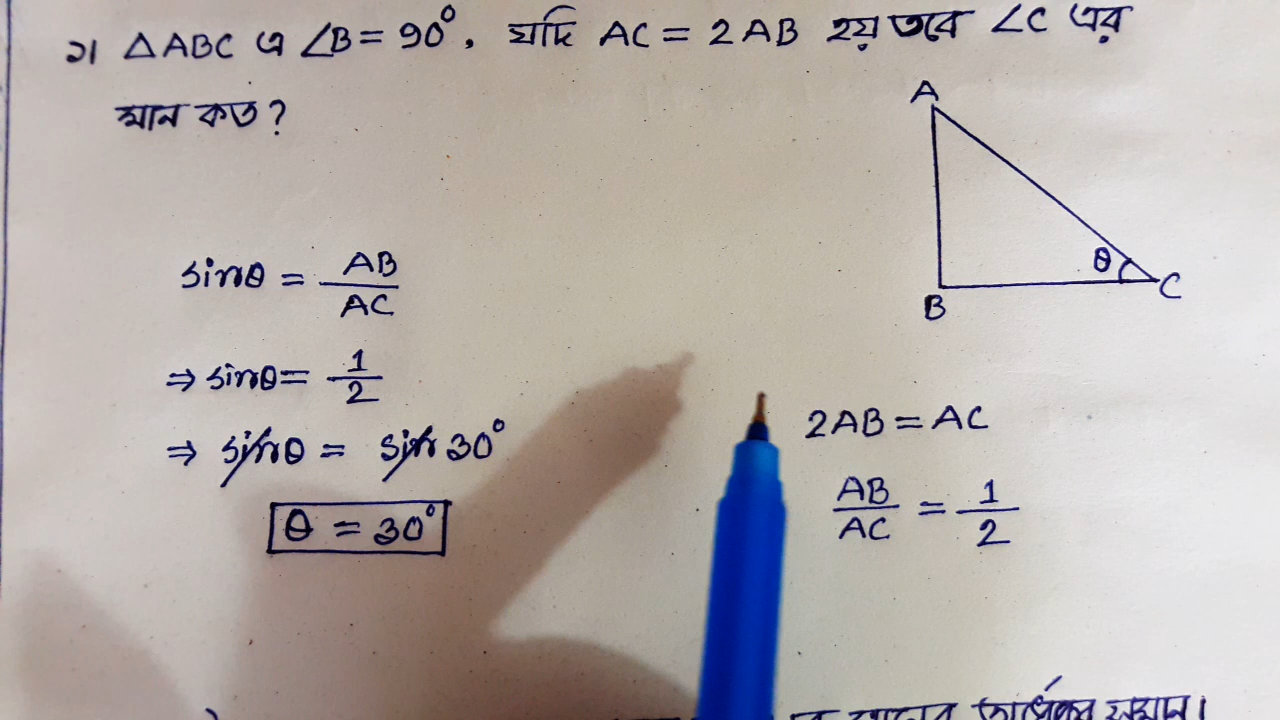 ১। △ABC এ ∠B = 90°, যদি AC = 2AB হয় তবে ∠C এর
মান কত?
A
B
C
θ
sinθ = AB/AC
⇒ sinθ = 1/2
⇒ sinθ = sin 30°
θ = 30°
2AB = AC
AB/AC = 1/2